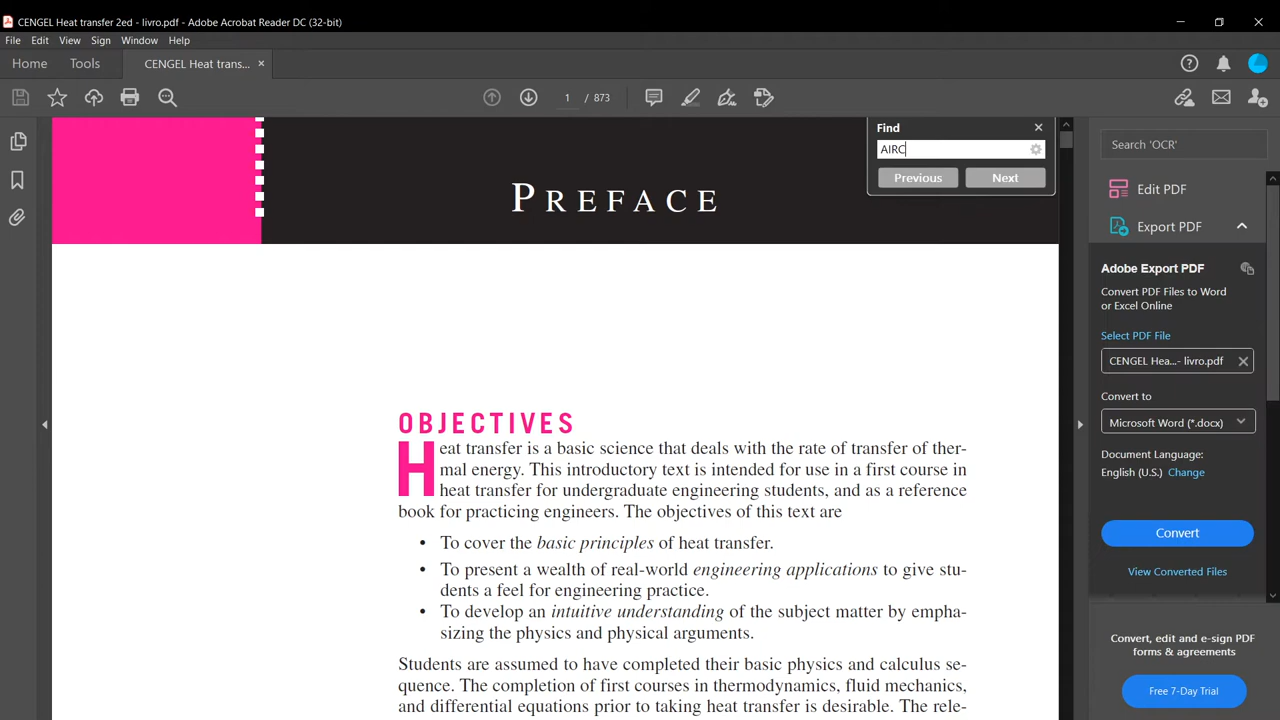 CENGEL Heat transfer 2ed - livro.pdf - Adobe Acrobat Reader DC (32-bit)
File Edit View Sign Window Help
Home Tools CENGEL Heat trans...
1 / 873
Find
AIRC
Previous Next
Search 'OCR'
PREFACE
Edit PDF
Export PDF
Adobe Export PDF
Convert PDF Files to Word
or Excel Online
Select PDF File
CENGEL Hea...- livro.pdf
Convert to
Microsoft Word (*.docx)
Document Language:
English (U.S.) Change
Convert
View Converted Files
Convert, edit and e-sign PDF
forms & agreements
Free 7-Day Trial
OBJECTIVES
Heat transfer is a basic science that deals with the rate of transfer of ther-
mal energy. This introductory text is intended for use in a first course in
heat transfer for undergraduate engineering students, and as a reference
book for practicing engineers. The objectives of this text are
• To cover the basic principles of heat transfer.
• To present a wealth of real-world engineering applications to give stu-
dents a feel for engineering practice.
• To develop an intuitive understanding of the subject matter by empha-
sizing the physics and physical arguments.
Students are assumed to have completed their basic physics and calculus se-
quence. The completion of first courses in thermodynamics, fluid mechanics,
and differential equations prior to taking heat transfer is desirable. The rele-